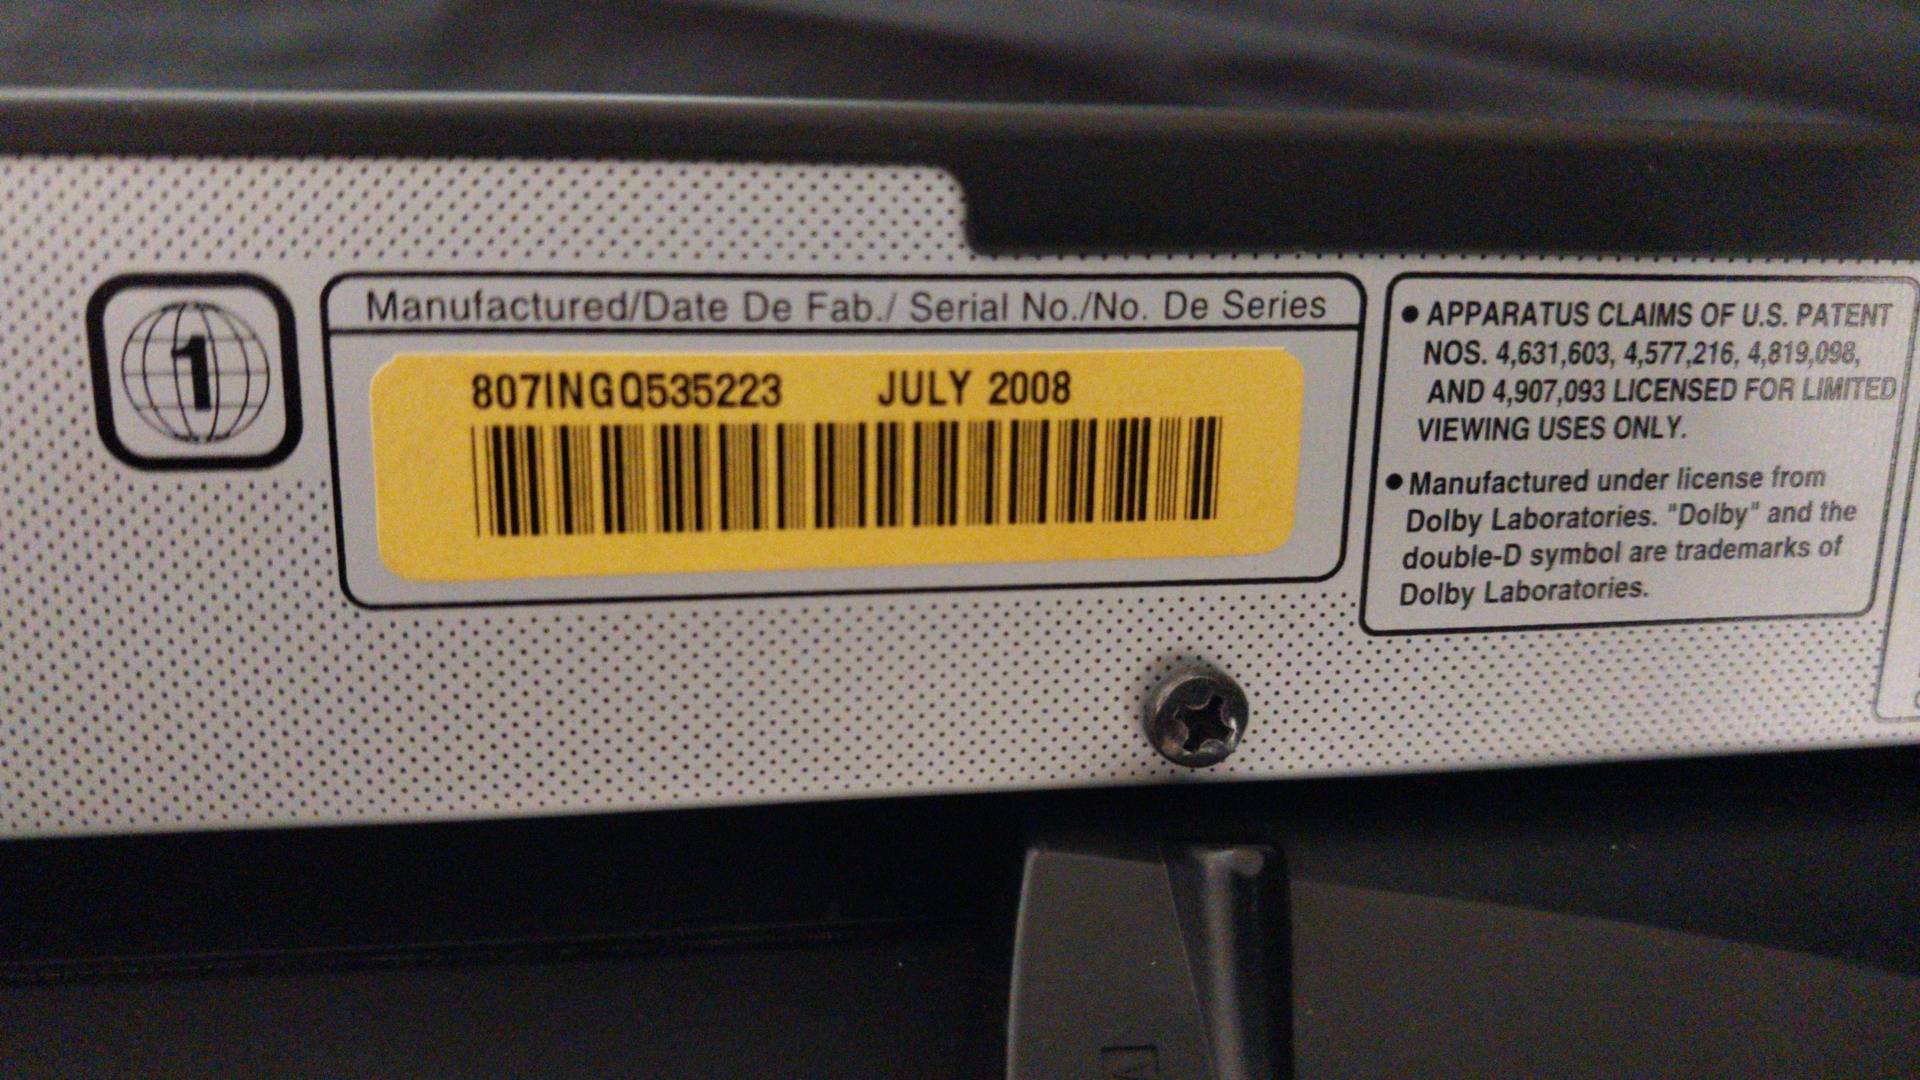 1
Manufactured/Date De Fab./ Serial No./No. De Series
807INGQ535223 JULY 2008
● APPARATUS CLAIMS OF U.S. PATENT
NOS. 4,631,603, 4,577,216, 4,819,098,
AND 4,907,093 LICENSED FOR LIMITED
VIEWING USES ONLY.
● Manufactured under license from
Dolby Laboratories. "Dolby" and the
double-D symbol are trademarks of
Dolby Laboratories.